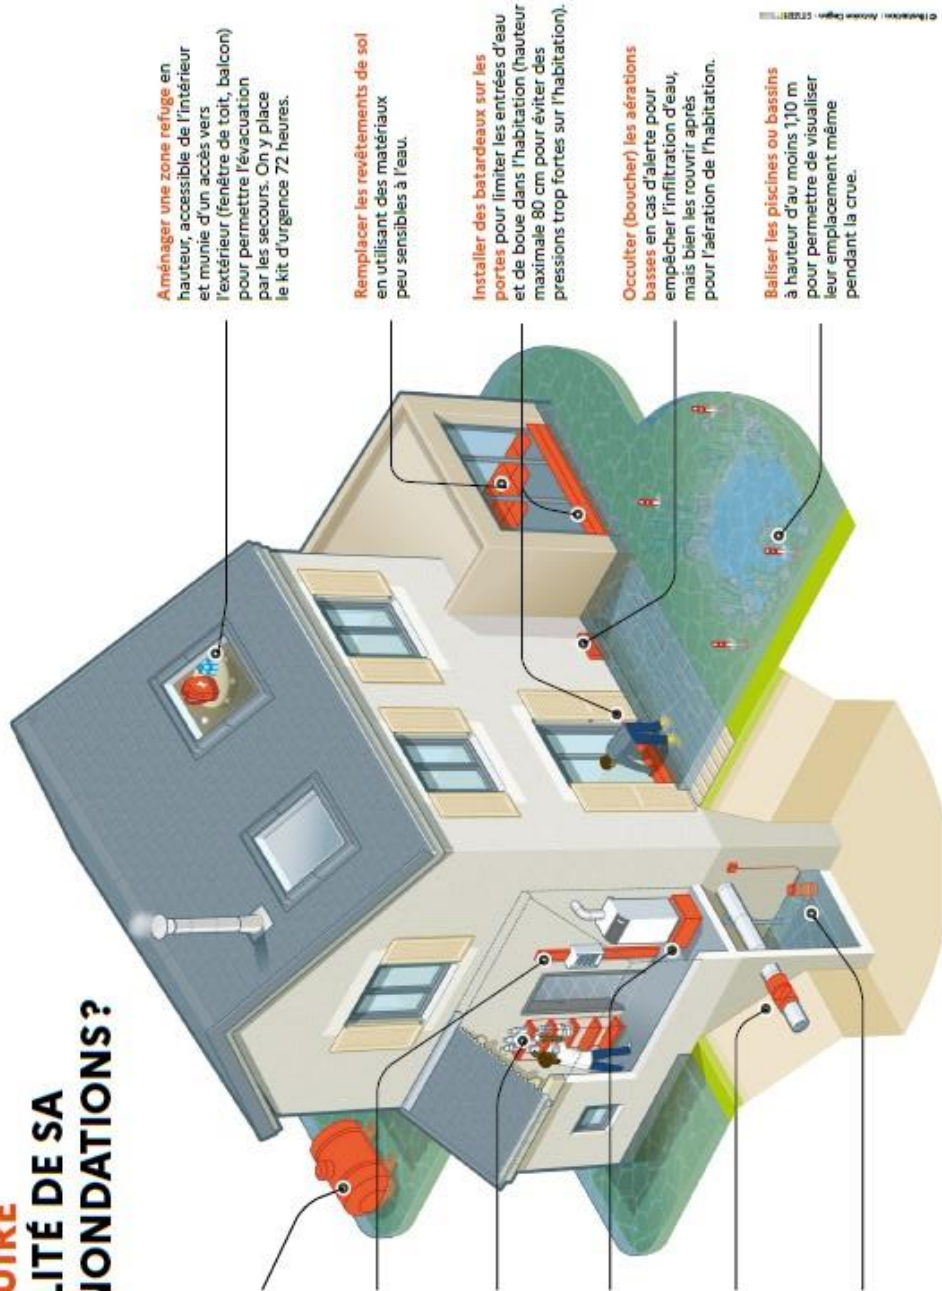 UIRE
LITÉ DE SA
NONDATIONS?
Aménager une zone refuge en
hauteur, accessible de l'intérieur
et munie d'un accès vers
l'extérieur (fenêtre de toit, balcon)
pour permettre l'évacuation
par les secours. On y place
le kit d'urgence 72 heures.
Remplacer les revêtements de sol
en utilisant des matériaux
peu sensibles à l'eau.
Installer des batardeaux sur les
portes pour limiter les entrées d'eau
et de boue dans l'habitation (hauteur
maximale 80 cm pour éviter des
pressions trop fortes sur l'habitation).
Occulter (boucher) les aérations
basses en cas d'alerte pour
empêcher l'infiltration d'eau,
mais bien les rouvrir après
pour l'aération de l'habitation.
Baliser les piscines ou bassins
à hauteur d'au moins 1,10 m
pour permettre de visualiser
leur emplacement même
pendant la crue.
© Illustration : Antoine Dagan -